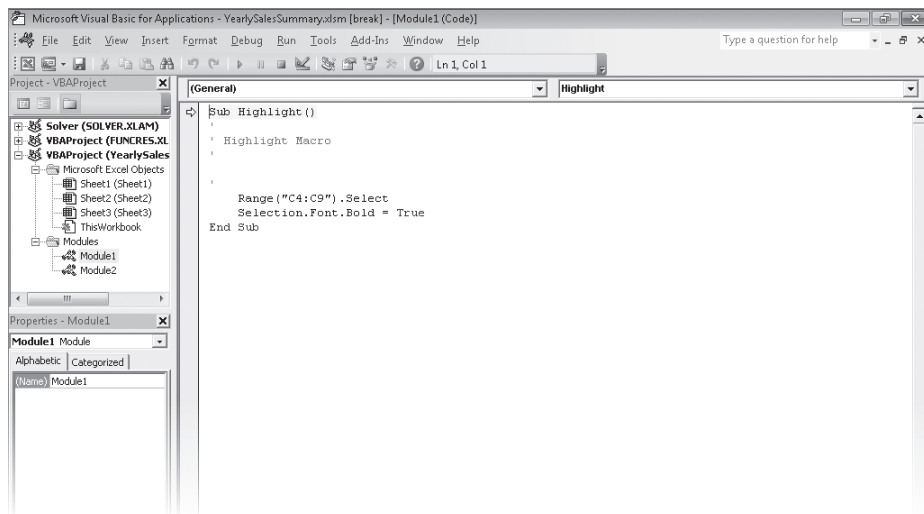 Microsoft Visual Basic for Applications - YearlySalesSummary.xlsm [break] - [Module1 (Code)]
File Edit View Insert Format Debug Run Tools Add-Ins Window Help
Type a question for help
Ln 1, Col 1
Project - VBAProject
(General)
Highlight
Solver (SOLVER.XLAM)
VBAProject (FUNCRES.XL
VBAProject (YearlySales
Microsoft Excel Objects
Sheet1 (Sheet1)
Sheet2 (Sheet2)
Sheet3 (Sheet3)
ThisWorkbook
Modules
Module1
Module2
Properties - Module1
Module1 Module
Alphabetic Categorized
(Name) Module1
Sub Highlight()
'
' Highlight Macro
'
'
Range("C4:C9").Select
Selection.Font.Bold = True
End Sub